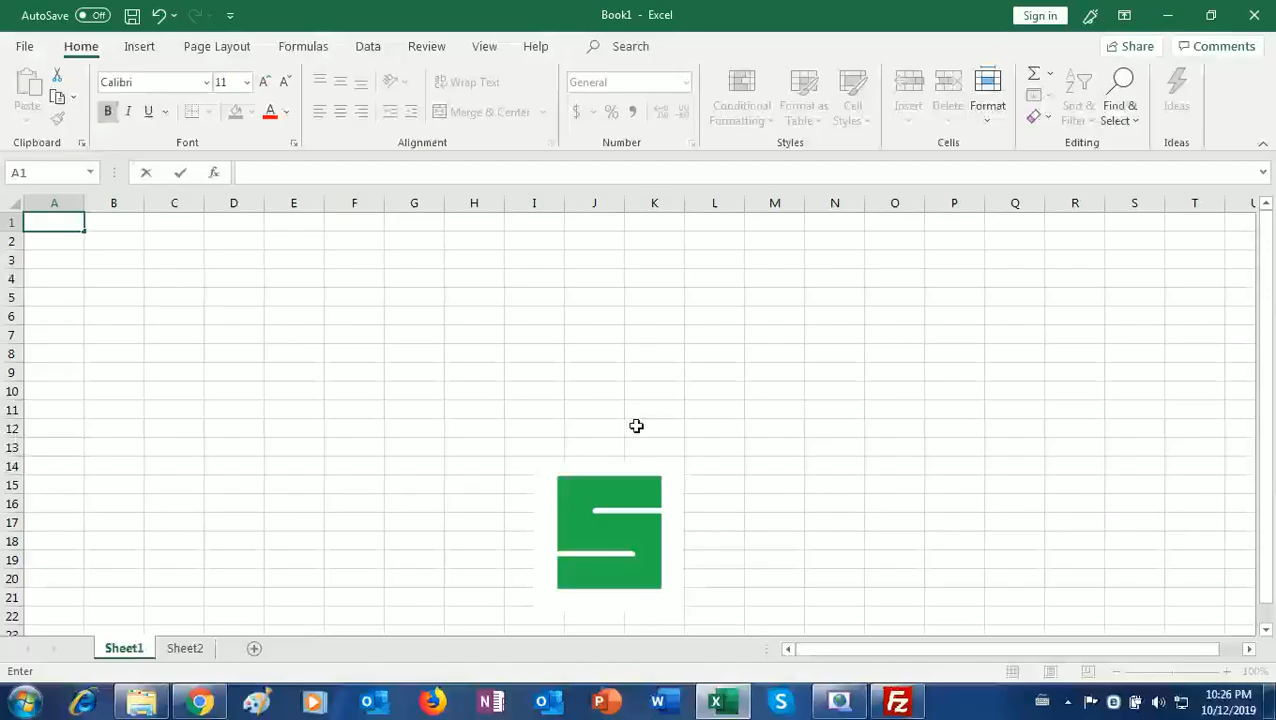 AutoSave Off Book1 - Excel Sign in
File Home Insert Page Layout Formulas Data Review View Help Search Share Comments
Calibri 11 Wrap Text General
Paste B I U A Merge & Center $ % , Conditional Formatting Format as Table Cell Styles Insert Delete Format Sort & Filter Find & Select Ideas
Clipboard Font Alignment Number Styles Cells Editing Ideas
A1 fx
A B C D E F G H I J K L M N O P Q R S T U
1
2
3
4
5
6
7
8
9
10
11
12
13
14
15
16
17
18
19
20
21
22
23
Sheet1 Sheet2
Enter 100%
10:26 PM
10/12/2019